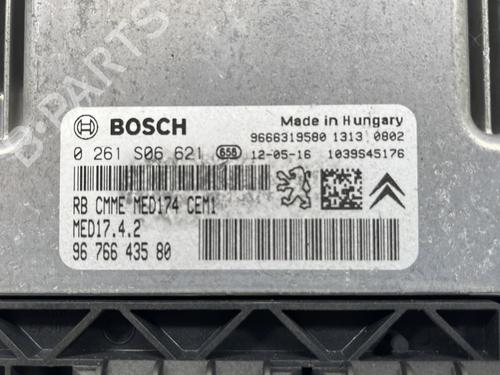 B-PARTS
BOSCH
Made in Hungary
9666319580 1313 0802
0 261 S06 621 658 12-05-16 1039S45176
RB CMME MED174 CEM1
MED17.4.2
96 766 435 80